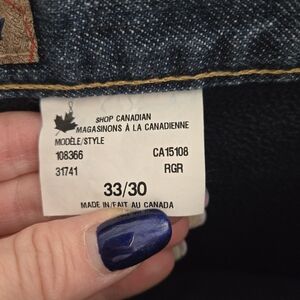 SHOP CANADIAN
MAGASINONS À LA CANADIENNE
MODÈLE/STYLE
108366 CA15108
31741 RGR
33/30
MADE IN/FAIT AU CANADA